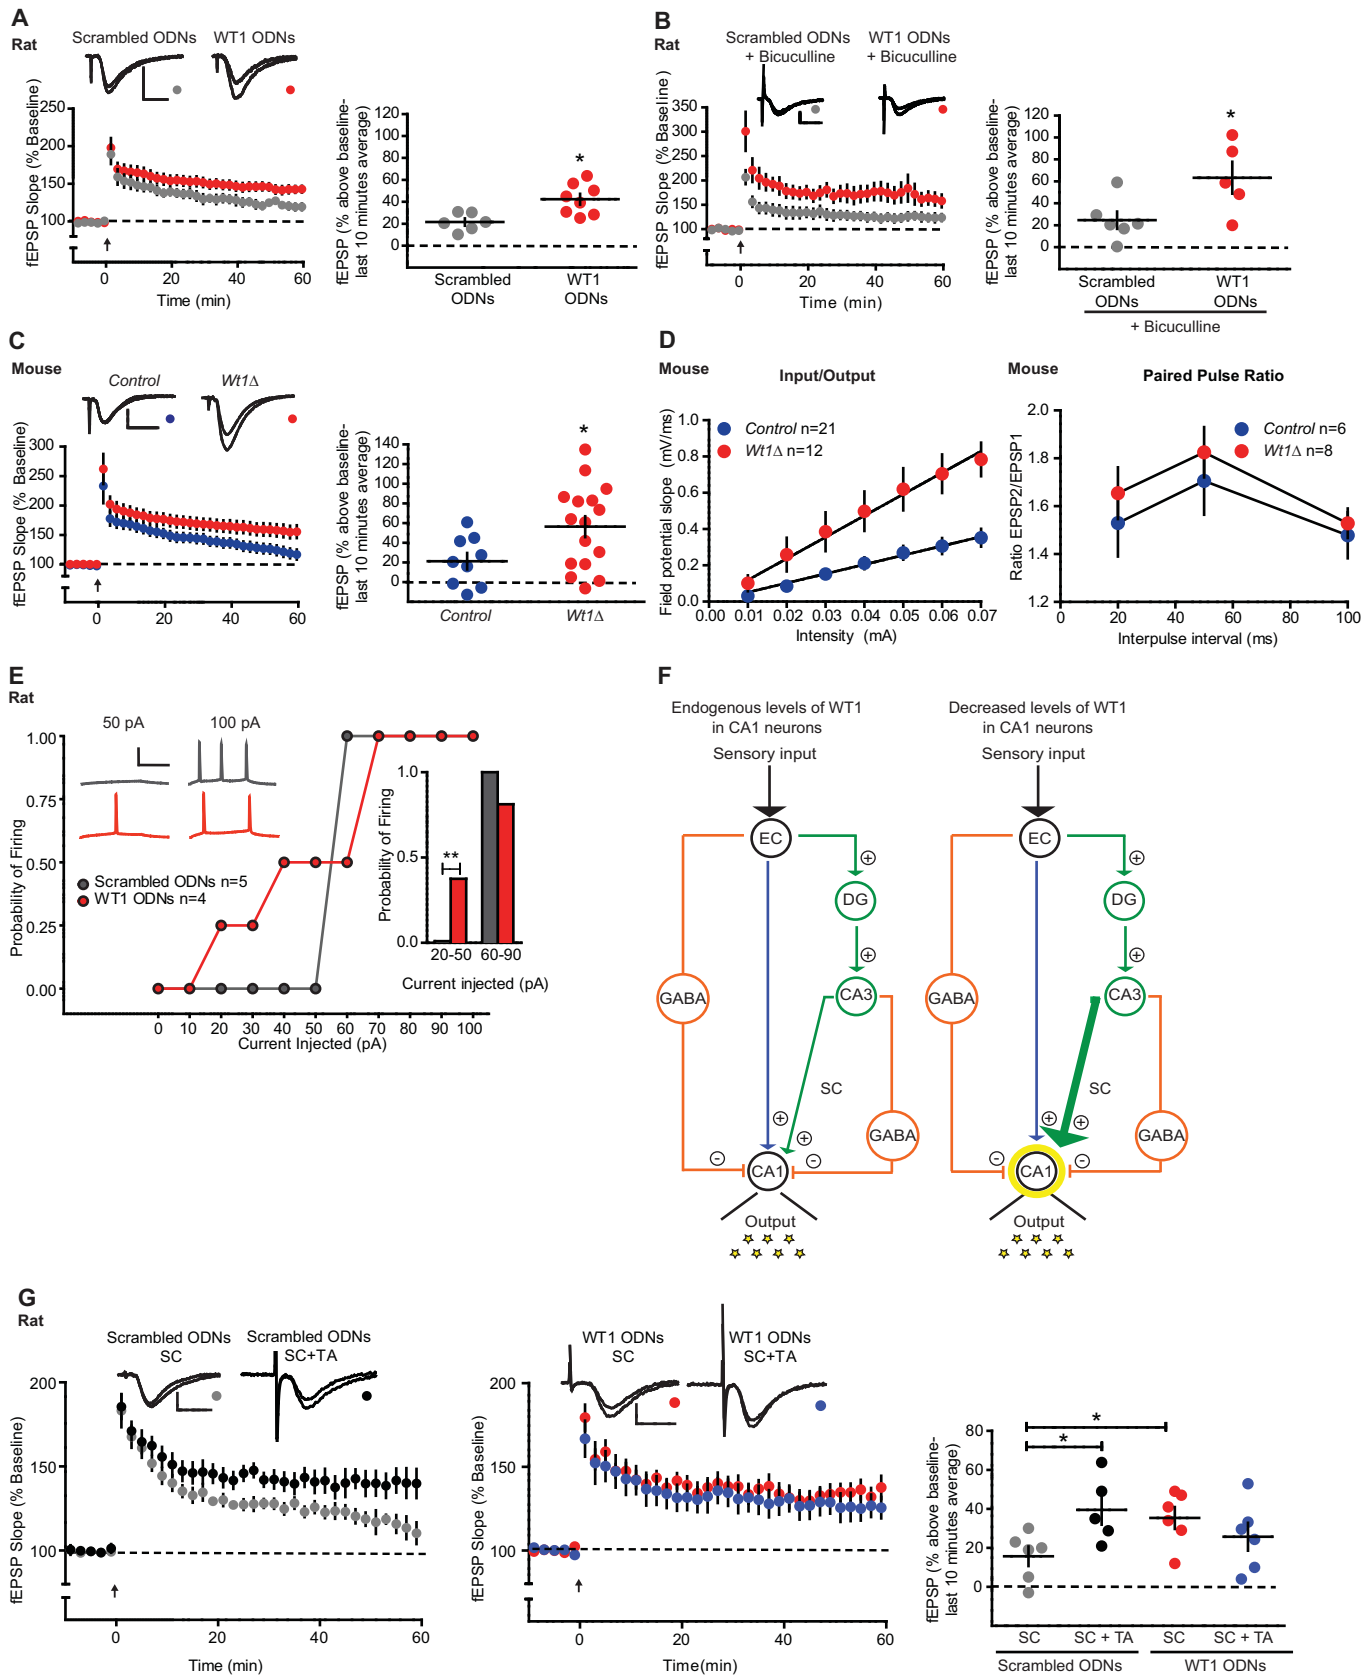 A
Rat
Scrambled ODNs
WT1 ODNs
fEPSP Slope (% Baseline)
250
200
150
100
0
20
40
60
Time (min)
fEPSP (% above baseline-
last 10 minutes average)
120
100
80
60
40
20
0
*
Scrambled
ODNs
WT1
ODNs
B
Rat
Scrambled ODNs
+ Bicuculline
WT1 ODNs
+ Bicuculline
fEPSP Slope (% Baseline)
350
300
250
200
150
100
0
20
40
60
Time (min)
fEPSP (% above baseline-
last 10 minutes average)
120
100
80
60
40
20
0
*
Scrambled
ODNs
WT1
ODNs
+ Bicuculline
C
Mouse
Control
Wt1Δ
fEPSP Slope (% Baseline)
300
250
200
150
100
0
20
40
60
Time (min)
fEPSP (% above baseline-
last 10 minutes average)
140
120
100
80
60
40
20
0
*
Control
Wt1Δ
D
Mouse
Input/Output
Control n=21
Wt1Δ n=12
Field potential slope (mV/ms)
1.0
0.8
0.6
0.4
0.2
0.0
0.00
0.01
0.02
0.03
0.04
0.05
0.06
0.07
Intensity (mA)
Mouse
Paired Pulse Ratio
Control n=6
Wt1Δ n=8
Ratio EPSP2/EPSP1
2.0
1.8
1.6
1.4
1.2
0
20
40
60
80
100
Interpulse interval (ms)
E
Rat
50 pA
100 pA
Scrambled ODNs n=5
WT1 ODNs n=4
Probability of Firing
1.00
0.75
0.50
0.25
0.00
0
10
20
30
40
50
60
70
80
90
100
Current Injected (pA)
Probability of Firing
1.0
0.5
0.0
**
20-50
60-90
Current injected (pA)
F
Endogenous levels of WT1
in CA1 neurons
Sensory input
EC
+
DG
+
CA3
GABA
SC
GABA
+
+
-
-
CA1
Output
Decreased levels of WT1
in CA1 neurons
Sensory input
EC
+
DG
+
CA3
GABA
SC
GABA
+
+
-
-
CA1
Output
G
Rat
Scrambled ODNs
SC
Scrambled ODNs
SC+TA
fEPSP Slope (% Baseline)
200
150
100
0
20
40
60
Time (min)
WT1 ODNs
SC
WT1 ODNs
SC+TA
fEPSP Slope (% Baseline)
200
150
100
0
20
40
60
Time(min)
fEPSP (% above baseline-
last 10 minutes average)
80
60
40
20
0
*
*
SC
SC + TA
SC
SC + TA
Scrambled ODNs
WT1 ODNs